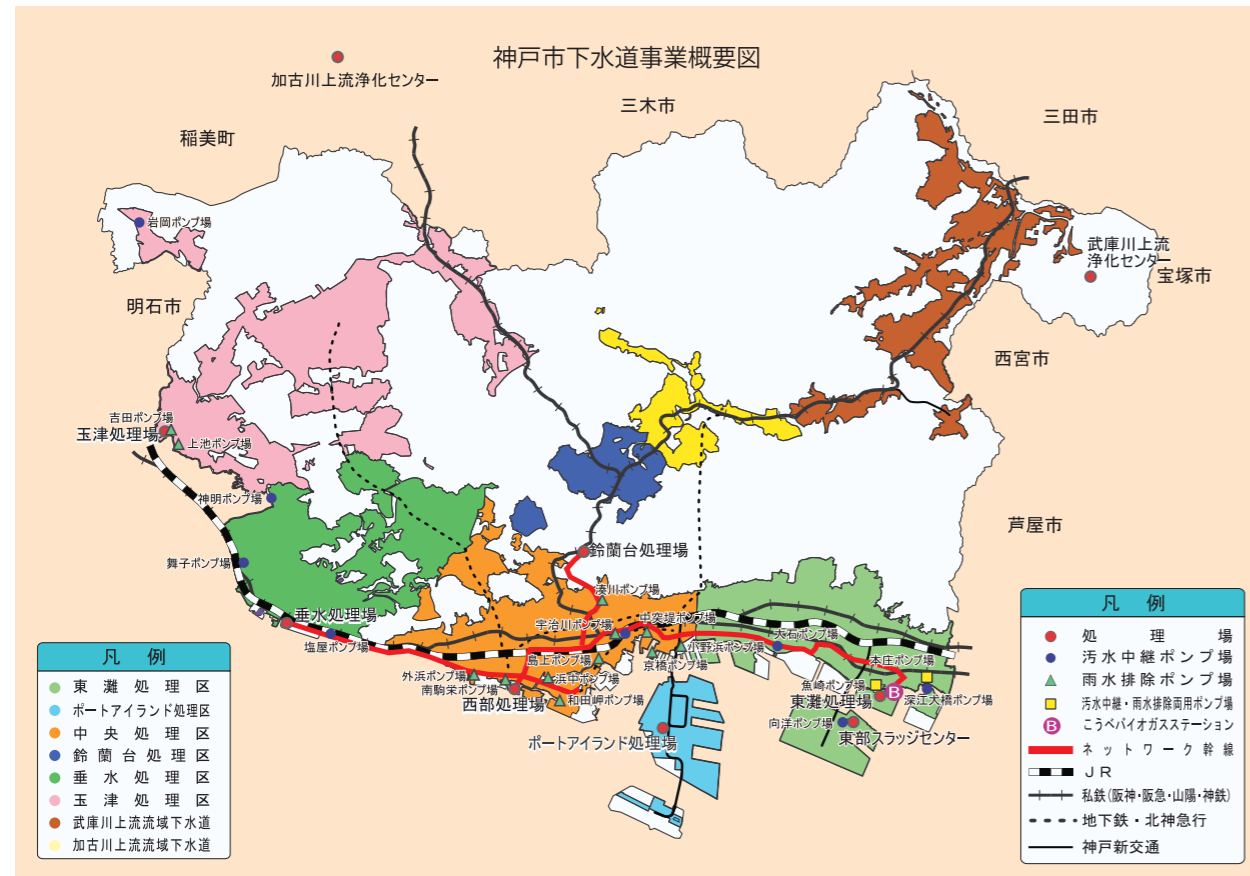 神戸市下水道事業概要図
加古川上流浄化センター
三木市
三田市
稲美町
岩岡ポンプ場
武庫川上流
浄化センター
宝塚市
明石市
西宮市
吉田ポンプ場
玉津処理場
上池ポンプ場
神明ポンプ場
芦屋市
鈴蘭台処理場
舞子ポンプ場
湊川ポンプ場
垂水処理場
宇治川ポンプ場
中突堤ポンプ場
塩屋ポンプ場
小野浜ポンプ場
大石ポンプ場
島上ポンプ場
京橋ポンプ場
本庄ポンプ場
外浜ポンプ場
浜中ポンプ場
南駒栄ポンプ場
魚崎ポンプ場
B
西部処理場
和田岬ポンプ場
東灘処理場
深江大橋ポンプ場
向洋ポンプ場
ポートアイランド処理場
東部スラッジセンター
凡例
東灘処理区
ポートアイランド処理区
中央処理区
鈴蘭台処理区
垂水処理区
玉津処理区
武庫川上流流域下水道
加古川上流流域下水道
凡例
処理場
汚水中継ポンプ場
雨水排除ポンプ場
汚水中継・雨水排除両用ポンプ場
B こうべバイオガスステーション
ネットワーク幹線
JR
私鉄(阪神・阪急・山陽・神鉄)
地下鉄・北神急行
神戸新交通